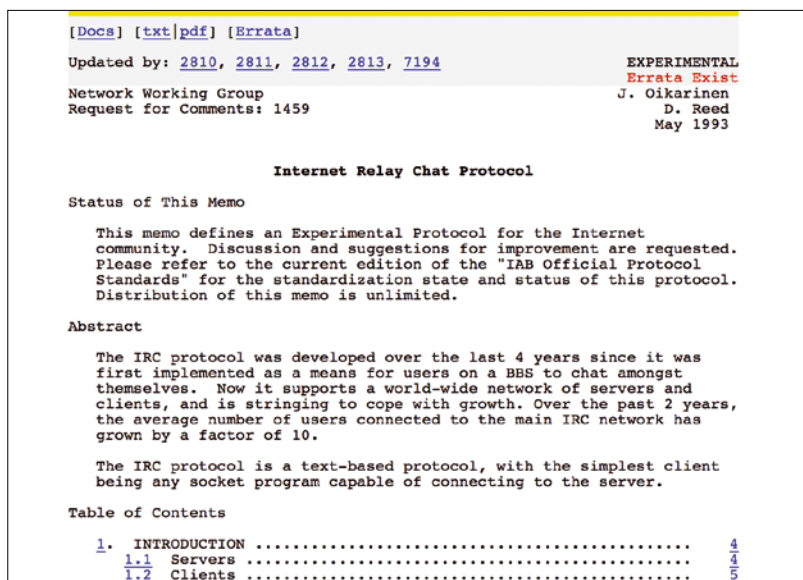 [Docs] [txt|pdf] [Errata]
Updated by: 2810, 2811, 2812, 2813, 7194 EXPERIMENTAL
Errata Exist
Network Working Group J. Oikarinen
Request for Comments: 1459 D. Reed
May 1993
Internet Relay Chat Protocol
Status of This Memo
This memo defines an Experimental Protocol for the Internet
community. Discussion and suggestions for improvement are requested.
Please refer to the current edition of the "IAB Official Protocol
Standards" for the standardization state and status of this protocol.
Distribution of this memo is unlimited.
Abstract
The IRC protocol was developed over the last 4 years since it was
first implemented as a means for users on a BBS to chat amongst
themselves. Now it supports a world-wide network of servers and
clients, and is stringing to cope with growth. Over the past 2 years,
the average number of users connected to the main IRC network has
grown by a factor of 10.
The IRC protocol is a text-based protocol, with the simplest client
being any socket program capable of connecting to the server.
Table of Contents
1. INTRODUCTION ............................................... 4
1.1 Servers ................................................ 4
1.2 Clients ................................................ 5